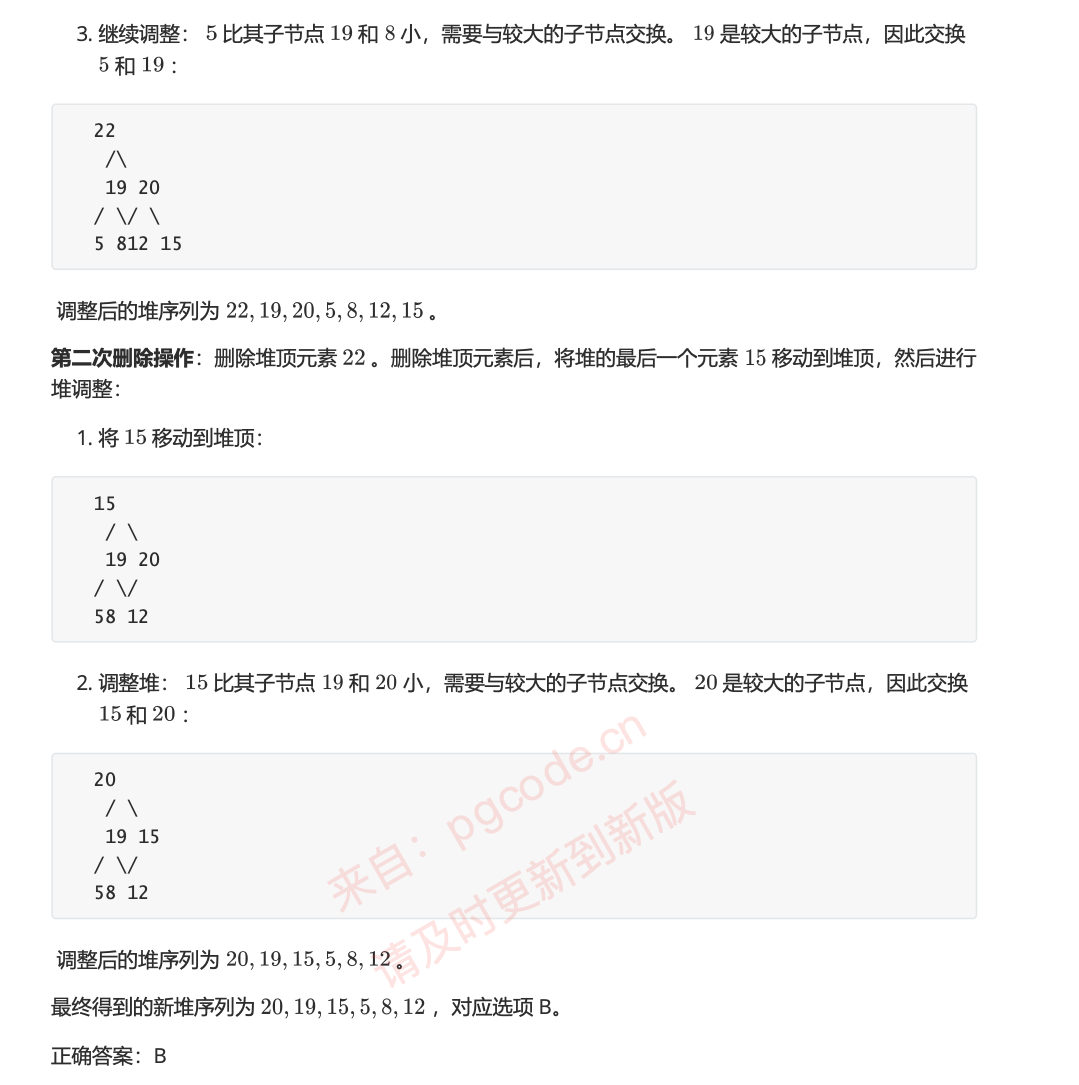 3. 继续调整： 5 比其子节点 19 和 8 小，需要与较大的子节点交换。 19 是较大的子节点，因此交换
5 和 19：
22
/\
19 20
/ \/ \
5 812 15
调整后的堆序列为 22, 19, 20, 5, 8, 12, 15 。
第二次删除操作：删除堆顶元素 22 。删除堆顶元素后，将堆的最后一个元素 15 移动到堆顶，然后进行
堆调整：
1. 将 15 移动到堆顶：
15
/ \
19 20
/ \/
58 12
2. 调整堆： 15 比其子节点 19 和 20 小，需要与较大的子节点交换。 20 是较大的子节点，因此交换
15 和 20：
20
/ \
19 15
/ \/
58 12
来自：pgcode.cn
请及时更新到新版
调整后的堆序列为 20, 19, 15, 5, 8, 12 。
最终得到的新堆序列为 20, 19, 15, 5, 8, 12 ，对应选项 B。
正确答案：B